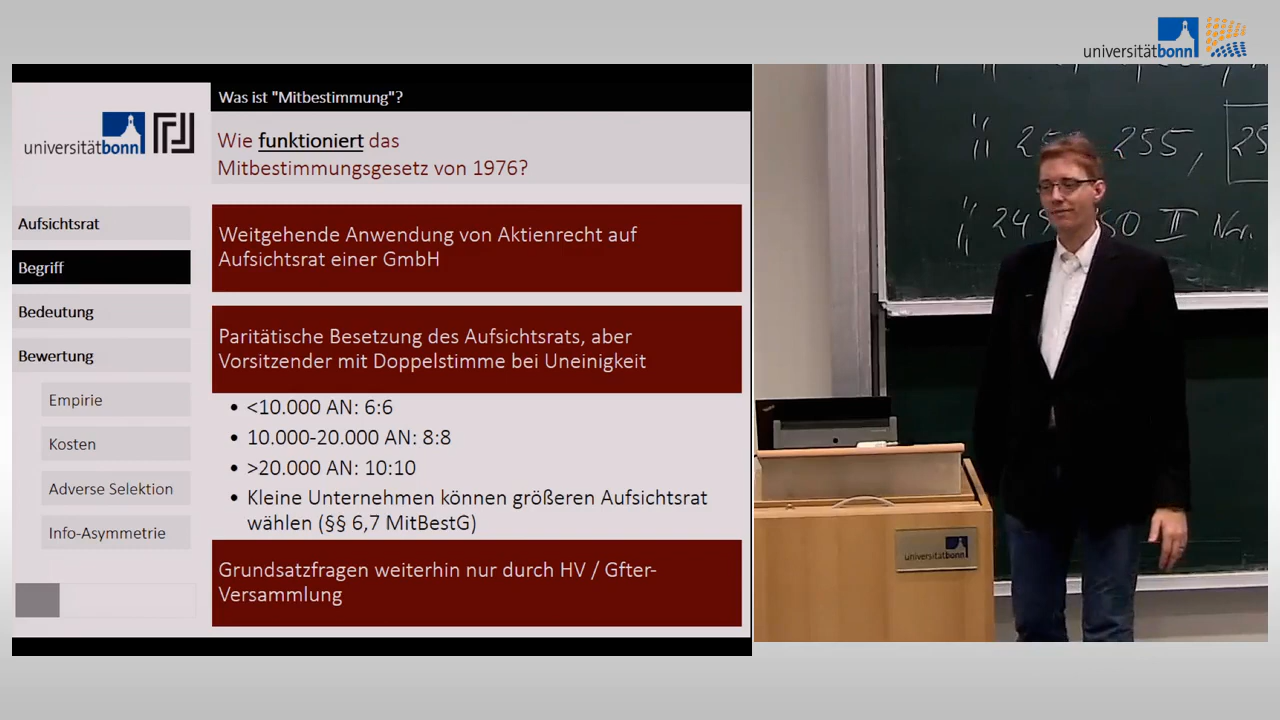 universitätbonn
Was ist "Mitbestimmung"?
universitätbonn
Wie funktioniert das
Mitbestimmungsgesetz von 1976?
Aufsichtsrat
Begriff
Bedeutung
Bewertung
Empirie
Kosten
Adverse Selektion
Info-Asymmetrie
Weitgehende Anwendung von Aktienrecht auf
Aufsichtsrat einer GmbH
Paritätische Besetzung des Aufsichtsrats, aber
Vorsitzender mit Doppelstimme bei Uneinigkeit
• <10.000 AN: 6:6
• 10.000-20.000 AN: 8:8
• >20.000 AN: 10:10
• Kleine Unternehmen können größeren Aufsichtsrat
wählen (§§ 6,7 MitBestG)
Grundsatzfragen weiterhin nur durch HV / Gfter-
Versammlung
255,
II
universitätbonn